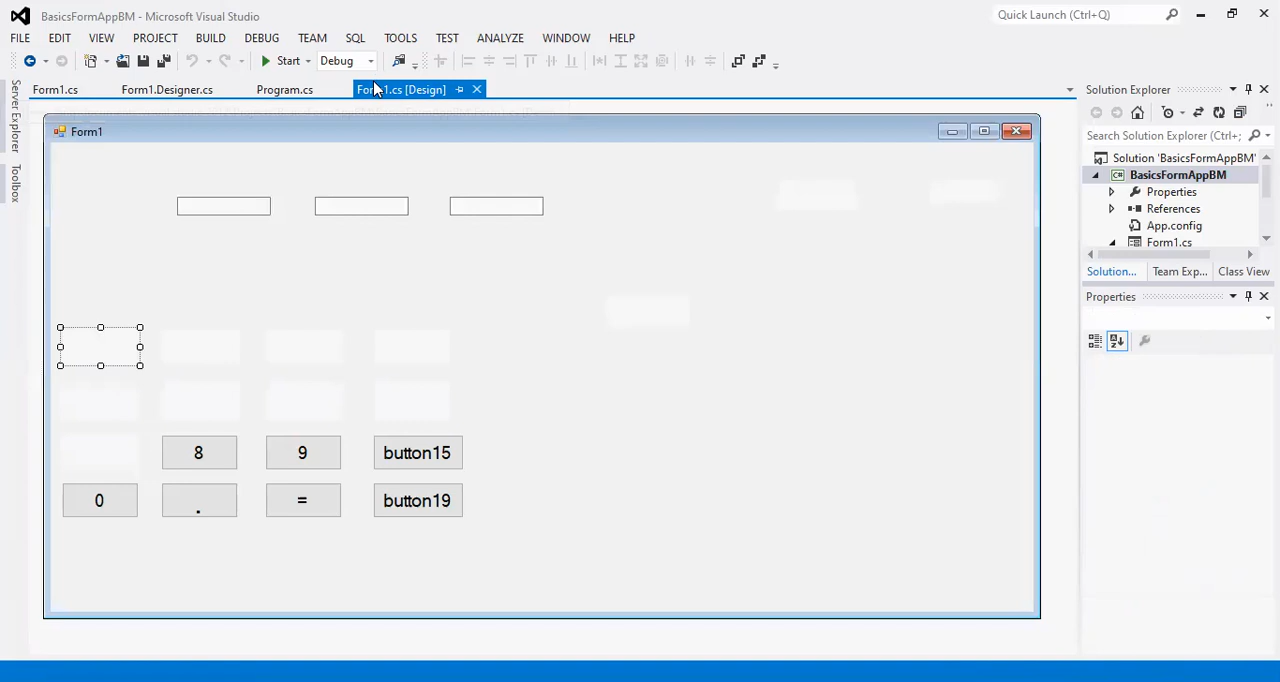 BasicsFormAppBM - Microsoft Visual Studio
Quick Launch (Ctrl+Q)
FILE EDIT VIEW PROJECT BUILD DEBUG TEAM SQL TOOLS TEST ANALYZE WINDOW HELP
Start Debug
Server Explorer
Toolbox
Form1.cs Form1.Designer.cs Program.cs Form1.cs [Design]
Form1
8 9 button15
0 . = button19
Solution Explorer
Search Solution Explorer (Ctrl+;
Solution 'BasicsFormAppBM'
BasicsFormAppBM
Properties
References
App.config
Form1.cs
Solution... Team Exp... Class View
Properties